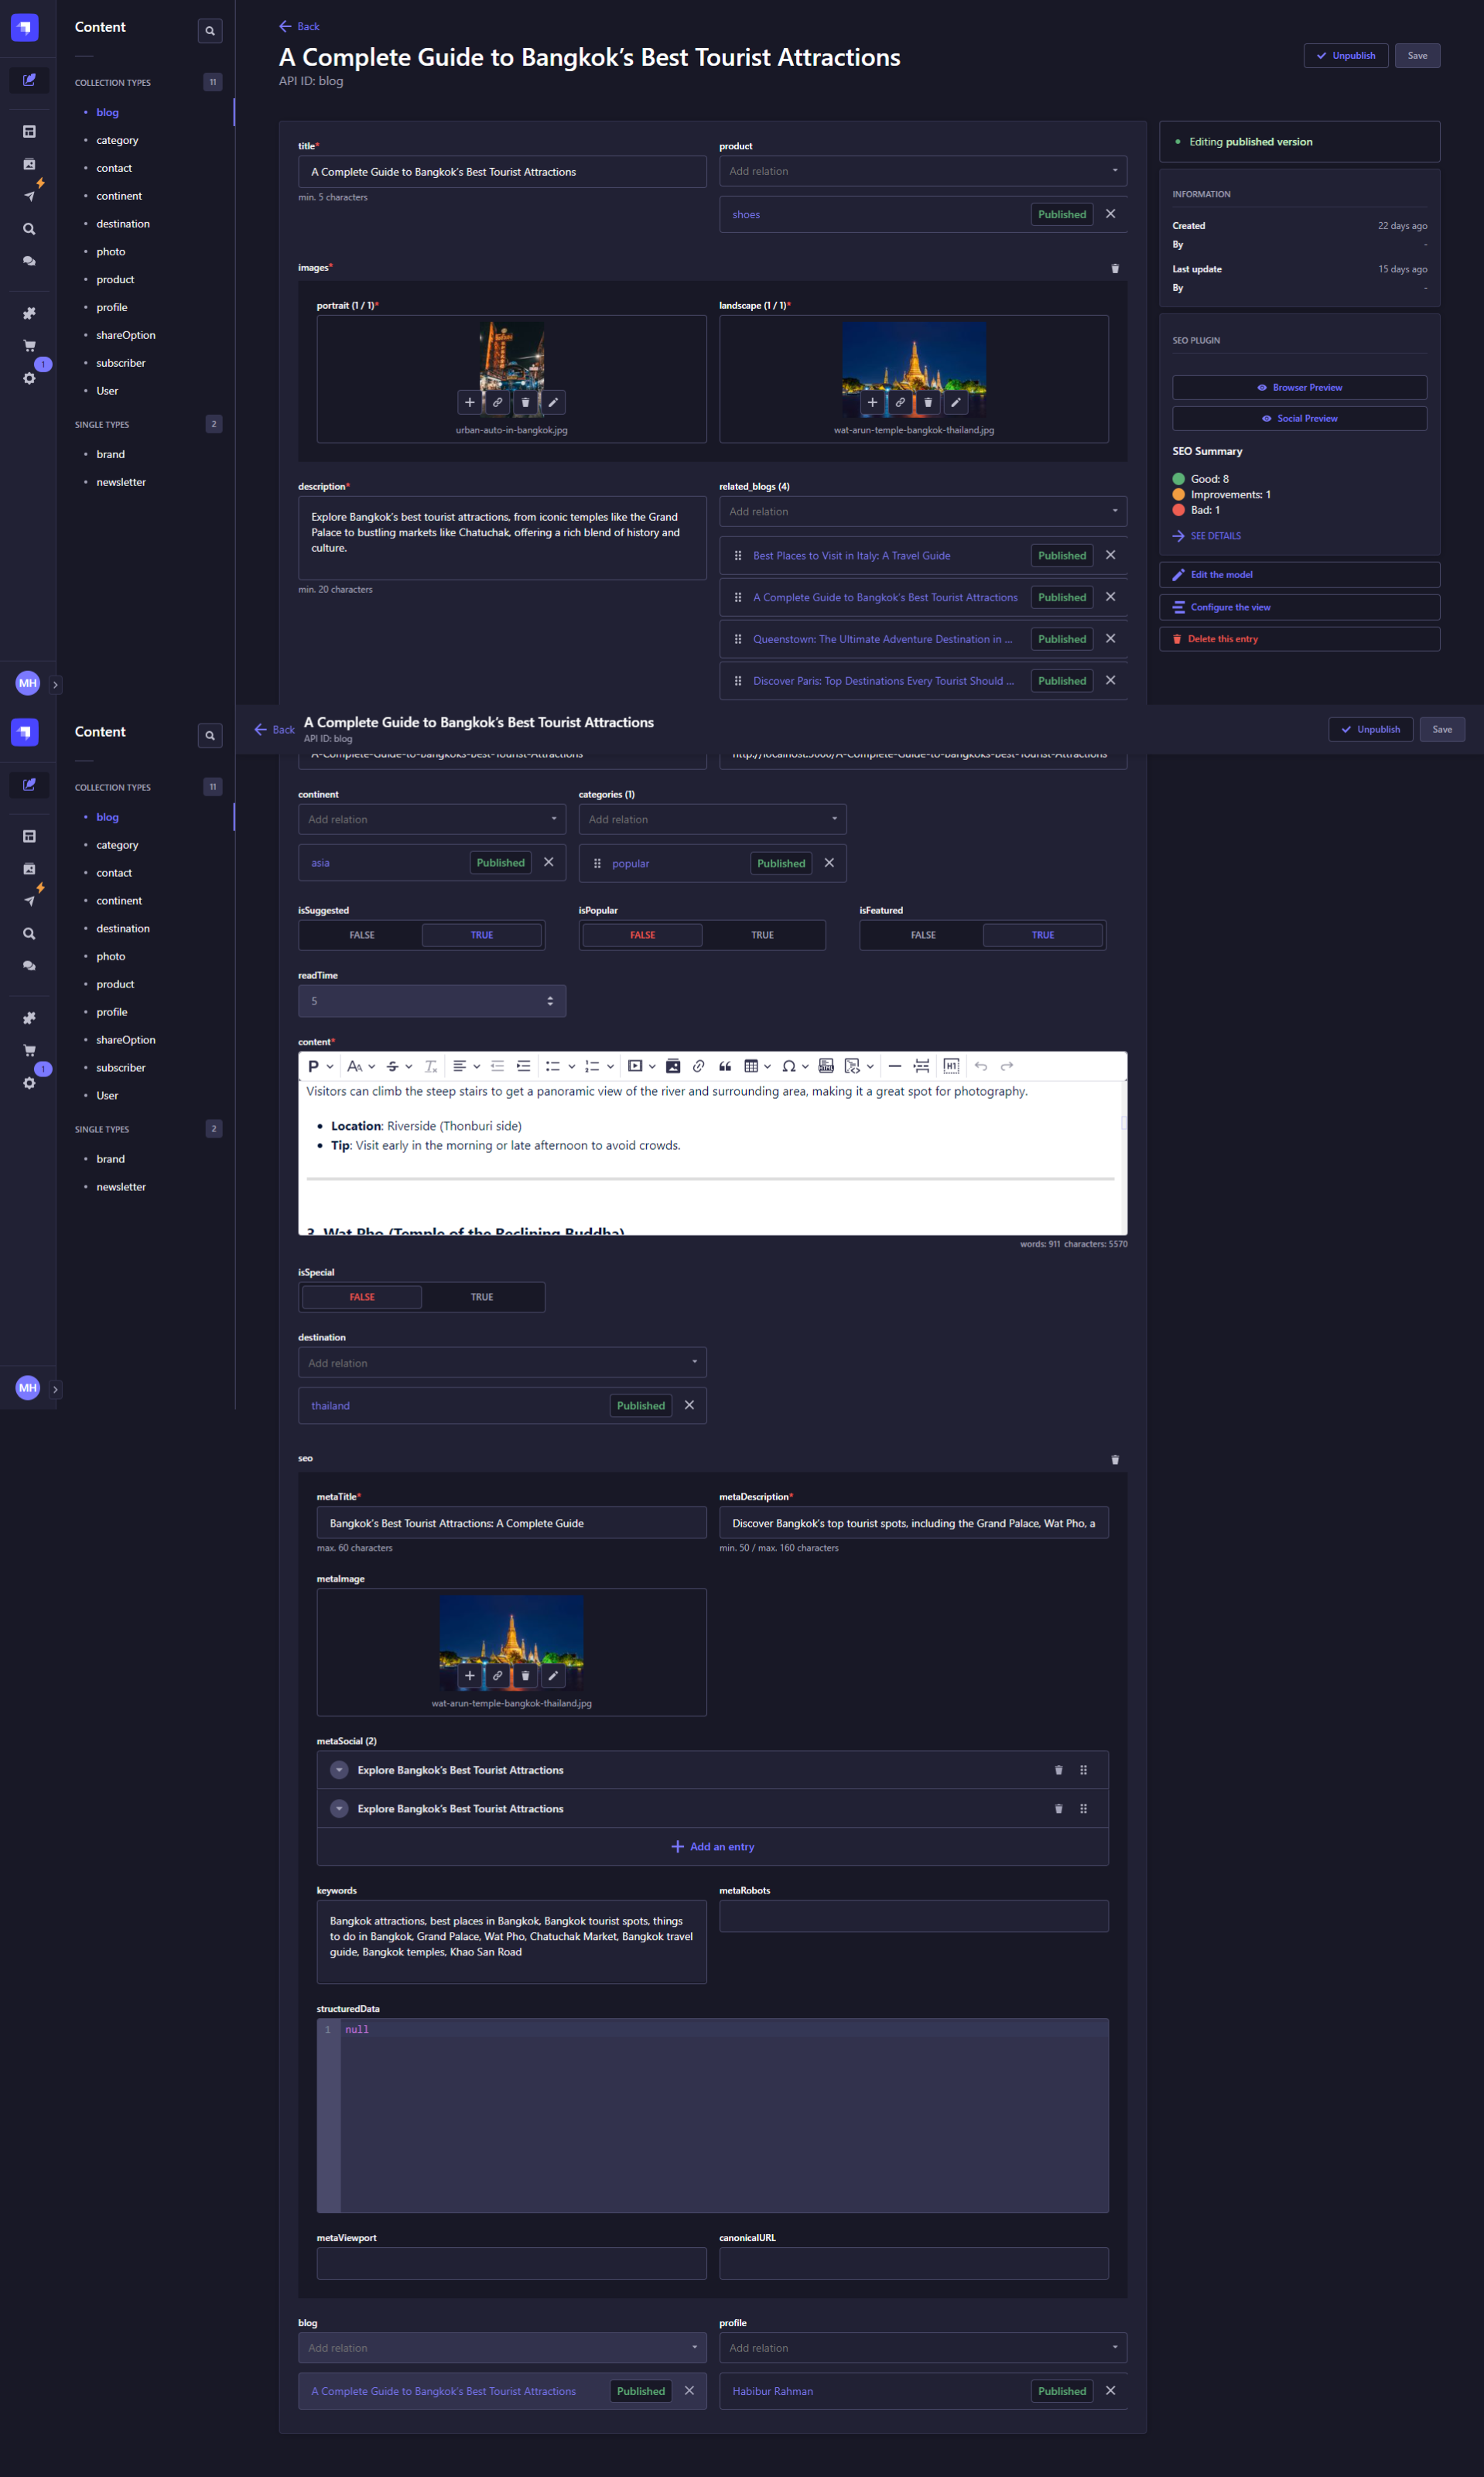 Content
COLLECTION TYPES 11
blog
category
contact
continent
destination
photo
product
profile
shareOption
subscriber
User
SINGLE TYPES 2
brand
newsletter
1
MH
Back
A Complete Guide to Bangkok’s Best Tourist Attractions
API ID: blog
Unpublish
Save
title*
A Complete Guide to Bangkok’s Best Tourist Attractions
min. 5 characters
product
Add relation
shoes Published
images*
portrait (1 / 1)*
urban-auto-in-bangkok.jpg
landscape (1 / 1)*
wat-arun-temple-bangkok-thailand.jpg
description*
Explore Bangkok’s best tourist attractions, from iconic temples like the Grand
Palace to bustling markets like Chatuchak, offering a rich blend of history and
culture.
min. 20 characters
related_blogs (4)
Add relation
Best Places to Visit in Italy: A Travel Guide Published
A Complete Guide to Bangkok’s Best Tourist Attractions Published
Queenstown: The Ultimate Adventure Destination in ... Published
Discover Paris: Top Destinations Every Tourist Should ... Published
Editing published version
INFORMATION
Created 22 days ago
By -
Last update 15 days ago
By -
SEO PLUGIN
Browser Preview
Social Preview
SEO Summary
Good: 8
Improvements: 1
Bad: 1
SEE DETAILS
Edit the model
Configure the view
Delete this entry
Content
COLLECTION TYPES 11
blog
category
contact
continent
destination
photo
product
profile
shareOption
subscriber
User
SINGLE TYPES 2
brand
newsletter
1
MH
Back
A Complete Guide to Bangkok’s Best Tourist Attractions
API ID: blog
Unpublish
Save
A-Complete-Guide-to-Bangkoks-Best-Tourist-Attractions
http://localhost:3000/A-Complete-Guide-to-Bangkoks-Best-Tourist-Attractions
continent
Add relation
asia Published
categories (1)
Add relation
popular Published
isSuggested
FALSE TRUE
isPopular
FALSE TRUE
isFeatured
FALSE TRUE
readTime
5
content*
Visitors can climb the steep stairs to get a panoramic view of the river and surrounding area, making it a great spot for photography.
Location: Riverside (Thonburi side)
Tip: Visit early in the morning or late afternoon to avoid crowds.
3. Wat Pho (Temple of the Reclining Buddha)
words: 911 characters: 5570
isSpecial
FALSE TRUE
destination
Add relation
thailand Published
seo
metaTitle*
Bangkok’s Best Tourist Attractions: A Complete Guide
max. 60 characters
metaDescription*
Discover Bangkok’s top tourist spots, including the Grand Palace, Wat Pho, a
min. 50 / max. 160 characters
metaImage
wat-arun-temple-bangkok-thailand.jpg
metaSocial (2)
Explore Bangkok’s Best Tourist Attractions
Explore Bangkok’s Best Tourist Attractions
Add an entry
keywords
Bangkok attractions, best places in Bangkok, Bangkok tourist spots, things
to do in Bangkok, Grand Palace, Wat Pho, Chatuchak Market, Bangkok travel
guide, Bangkok temples, Khao San Road
metaRobots
structuredData
1 null
metaViewport
canonicalURL
blog
Add relation
A Complete Guide to Bangkok’s Best Tourist Attractions Published
profile
Add relation
Habibur Rahman Published